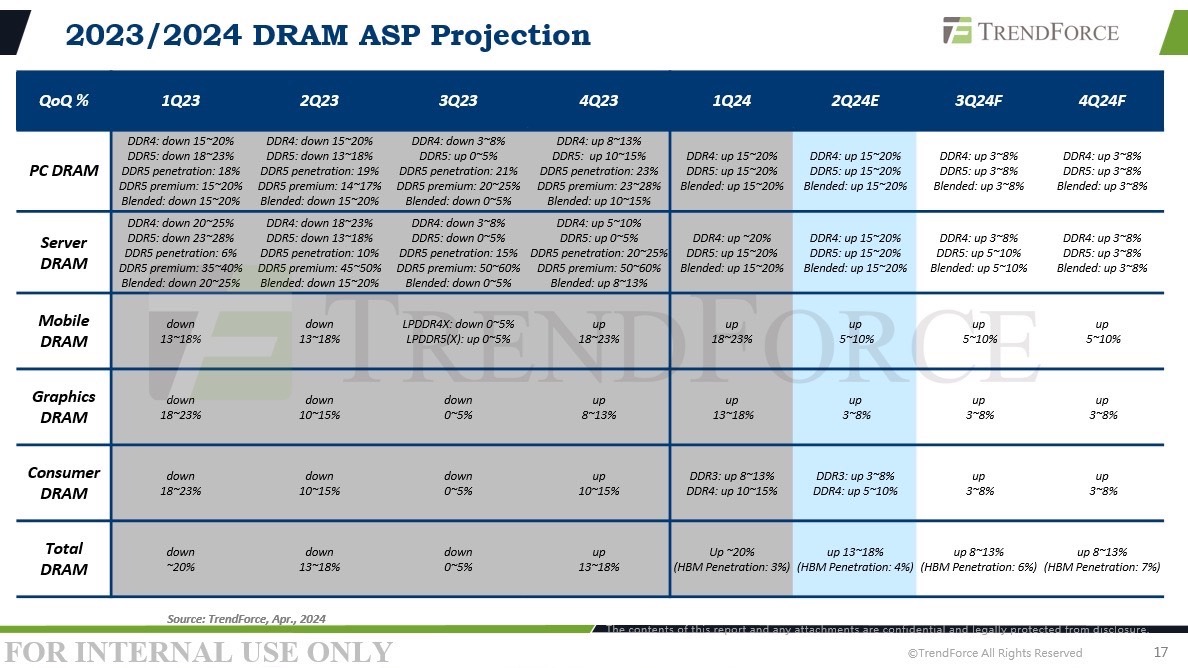 2023/2024 DRAM ASP Projection
TRENDFORCE
QoQ % 1Q23 2Q23 3Q23 4Q23 1Q24 2Q24E 3Q24F 4Q24F
PC DRAM
DDR4: down 15~20%
DDR5: down 18~23%
DDR5 penetration: 18%
DDR5 premium: 15~20%
Blended: down 15~20%
DDR4: down 15~20%
DDR5: down 13~18%
DDR5 penetration: 19%
DDR5 premium: 14~17%
Blended: down 15~20%
DDR4: down 3~8%
DDR5: up 0~5%
DDR5 penetration: 21%
DDR5 premium: 20~25%
Blended: down 0~5%
DDR4: up 8~13%
DDR5: up 10~15%
DDR5 penetration: 23%
DDR5 premium: 23~28%
Blended: up 10~15%
DDR4: up 15~20%
DDR5: up 15~20%
Blended: up 15~20%
DDR4: up 15~20%
DDR5: up 15~20%
Blended: up 15~20%
DDR4: up 3~8%
DDR5: up 3~8%
Blended: up 3~8%
DDR4: up 3~8%
DDR5: up 3~8%
Blended: up 3~8%
Server
DRAM
DDR4: down 20~25%
DDR5: down 23~28%
DDR5 penetration: 6%
DDR5 premium: 35~40%
Blended: down 20~25%
DDR4: down 18~23%
DDR5: down 13~18%
DDR5 penetration: 10%
DDR5 premium: 45~50%
Blended: down 15~20%
DDR4: down 3~8%
DDR5: down 0~5%
DDR5 penetration: 15%
DDR5 premium: 50~60%
Blended: down 0~5%
DDR4: up 5~10%
DDR5: up 0~5%
DDR5 penetration: 20~25%
DDR5 premium: 50~60%
Blended: up 8~13%
DDR4: up ~20%
DDR5: up 15~20%
Blended: up 15~20%
DDR4: up 15~20%
DDR5: up 15~20%
Blended: up 15~20%
DDR4: up 3~8%
DDR5: up 5~10%
Blended: up 5~10%
DDR4: up 3~8%
DDR5: up 3~8%
Blended: up 3~8%
Mobile
DRAM
down
13~18%
down
13~18%
LPDDR4X: down 0~5%
LPDDR5(X): up 0~5%
up
18~23%
up
18~23%
up
5~10%
up
5~10%
up
5~10%
TRENDFORCE
Graphics
DRAM
down
18~23%
down
10~15%
down
0~5%
up
8~13%
up
13~18%
up
3~8%
up
3~8%
up
3~8%
Consumer
DRAM
down
18~23%
down
10~15%
down
0~5%
up
10~15%
DDR3: up 8~13%
DDR4: up 10~15%
DDR3: up 3~8%
DDR4: up 5~10%
up
3~8%
up
3~8%
Total
DRAM
down
~20%
down
13~18%
down
0~5%
up
13~18%
Up ~20%
(HBM Penetration: 3%)
up 13~18%
(HBM Penetration: 4%)
up 8~13%
(HBM Penetration: 6%)
up 8~13%
(HBM Penetration: 7%)
Source: TrendForce, Apr., 2024
The contents of this report and any attachments are confidential and legally protected from disclosure.
FOR INTERNAL USE ONLY
©TrendForce All Rights Reserved
17